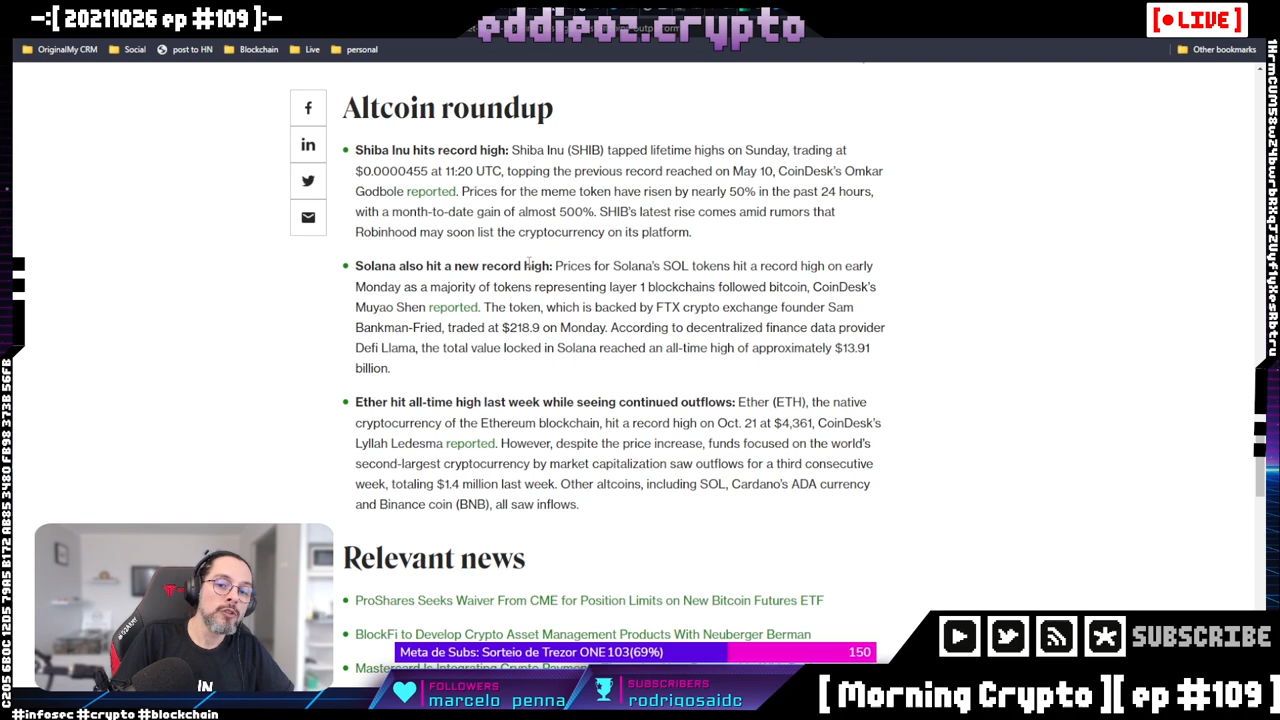 -:[ 20211026 ep #109 ]:-
eddieoz.crypto
[ • LIVE ]
OriginalMy CRM
Social
post to HN
Blockchain
Live
personal
Other bookmarks
Altcoin roundup
Shiba Inu hits record high: Shiba Inu (SHIB) tapped lifetime highs on Sunday, trading at
$0.0000455 at 11:20 UTC, topping the previous record reached on May 10, CoinDesk's Omkar
Godbole reported. Prices for the meme token have risen by nearly 50% in the past 24 hours,
with a month-to-date gain of almost 500%. SHIB's latest rise comes amid rumors that
Robinhood may soon list the cryptocurrency on its platform.
Solana also hit a new record high: Prices for Solana's SOL tokens hit a record high on early
Monday as a majority of tokens representing layer 1 blockchains followed bitcoin, CoinDesk's
Muyao Shen reported. The token, which is backed by FTX crypto exchange founder Sam
Bankman-Fried, traded at $218.9 on Monday. According to decentralized finance data provider
Defi Llama, the total value locked in Solana reached an all-time high of approximately $13.91
billion.
Ether hit all-time high last week while seeing continued outflows: Ether (ETH), the native
cryptocurrency of the Ethereum blockchain, hit a record high on Oct. 21 at $4,361, CoinDesk's
Lyllah Ledesma reported. However, despite the price increase, funds focused on the world's
second-largest cryptocurrency by market capitalization saw outflows for a third consecutive
week, totaling $1.4 million last week. Other altcoins, including SOL, Cardano's ADA currency
and Binance coin (BNB), all saw inflows.
Relevant news
ProShares Seeks Waiver From CME for Position Limits on New Bitcoin Futures ETF
BlockFi to Develop Crypto Asset Management Products With Neuberger Berman
Mastercard Is Integrating Crypto
Meta de Subs: Sorteio de Trezor ONE 103(69%)
150
FOLLOWERS
marcelo penna
SUBSCRIBERS
rodrigosaidc
SUBSCRIBE
[ Morning Crypto ][ ep #109 ]
#infosec #crypto #blockchain